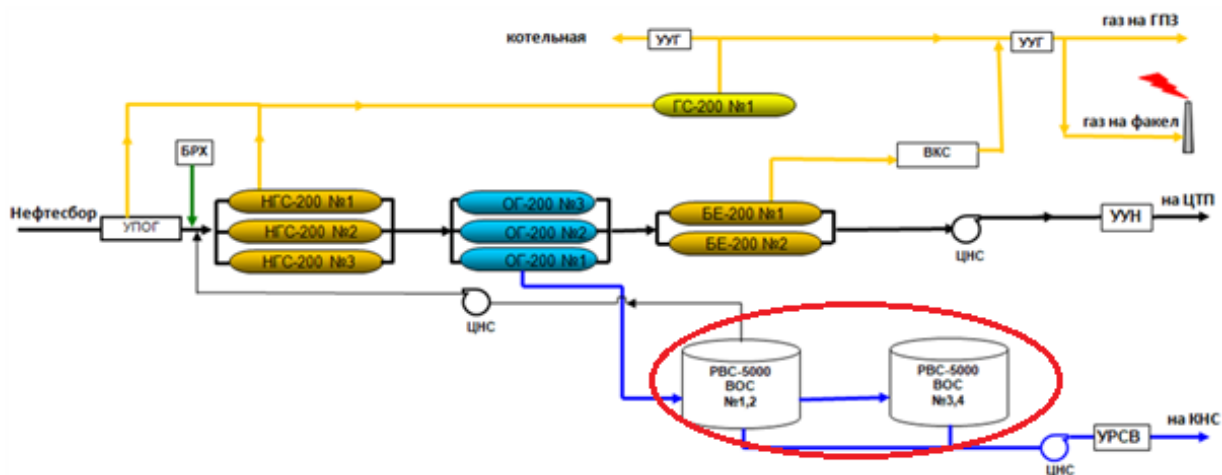 газ на ГПЗ
котельная
УУГ
УУГ
ГС-200 №1
газ на факел
БРХ
ВКС
НГС-200 №1
ОГ-200 №3
БЕ-200 №1
на ЦТП
Нефтесбор
УПОГ
НГС-200 №2
ОГ-200 №2
УУН
БЕ-200 №2
НГС-200 №3
ОГ-200 №1
ЦНС
ЦНС
РВС-5000
ВОС
№1,2
РВС-5000
ВОС
№3,4
на КНС
УРСВ
ЦНС